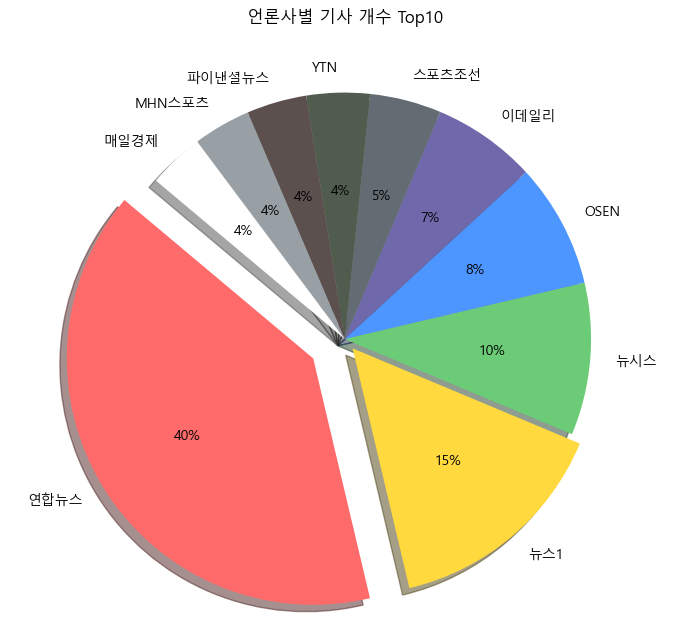 언론사별 기사 개수 Top10
YTN
파이낸셜뉴스
스포츠조선
MHN스포츠
이데일리
매일경제
OSEN
4%
4%
5%
4%
7%
4%
8%
10%
뉴시스
40%
15%
연합뉴스
뉴스1